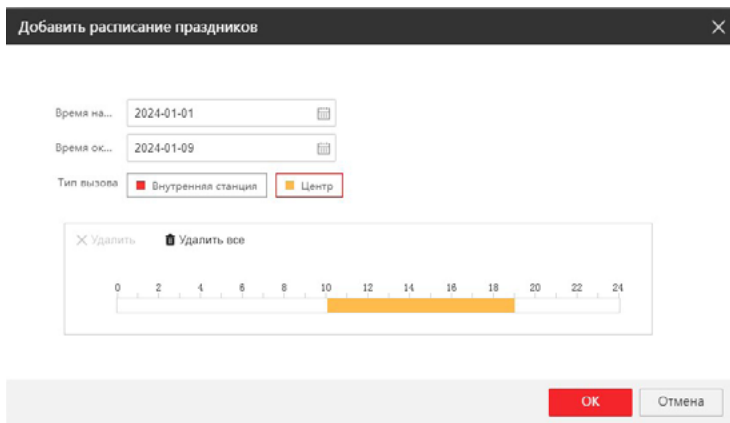 Добавить расписание праздников
Время на... 2024-01-01
Время ок... 2024-01-09
Тип вызова Внутренняя станция Центр
Удалить Удалить все
0 2 4 6 8 10 12 14 16 18 20 22 24
OK Отмена